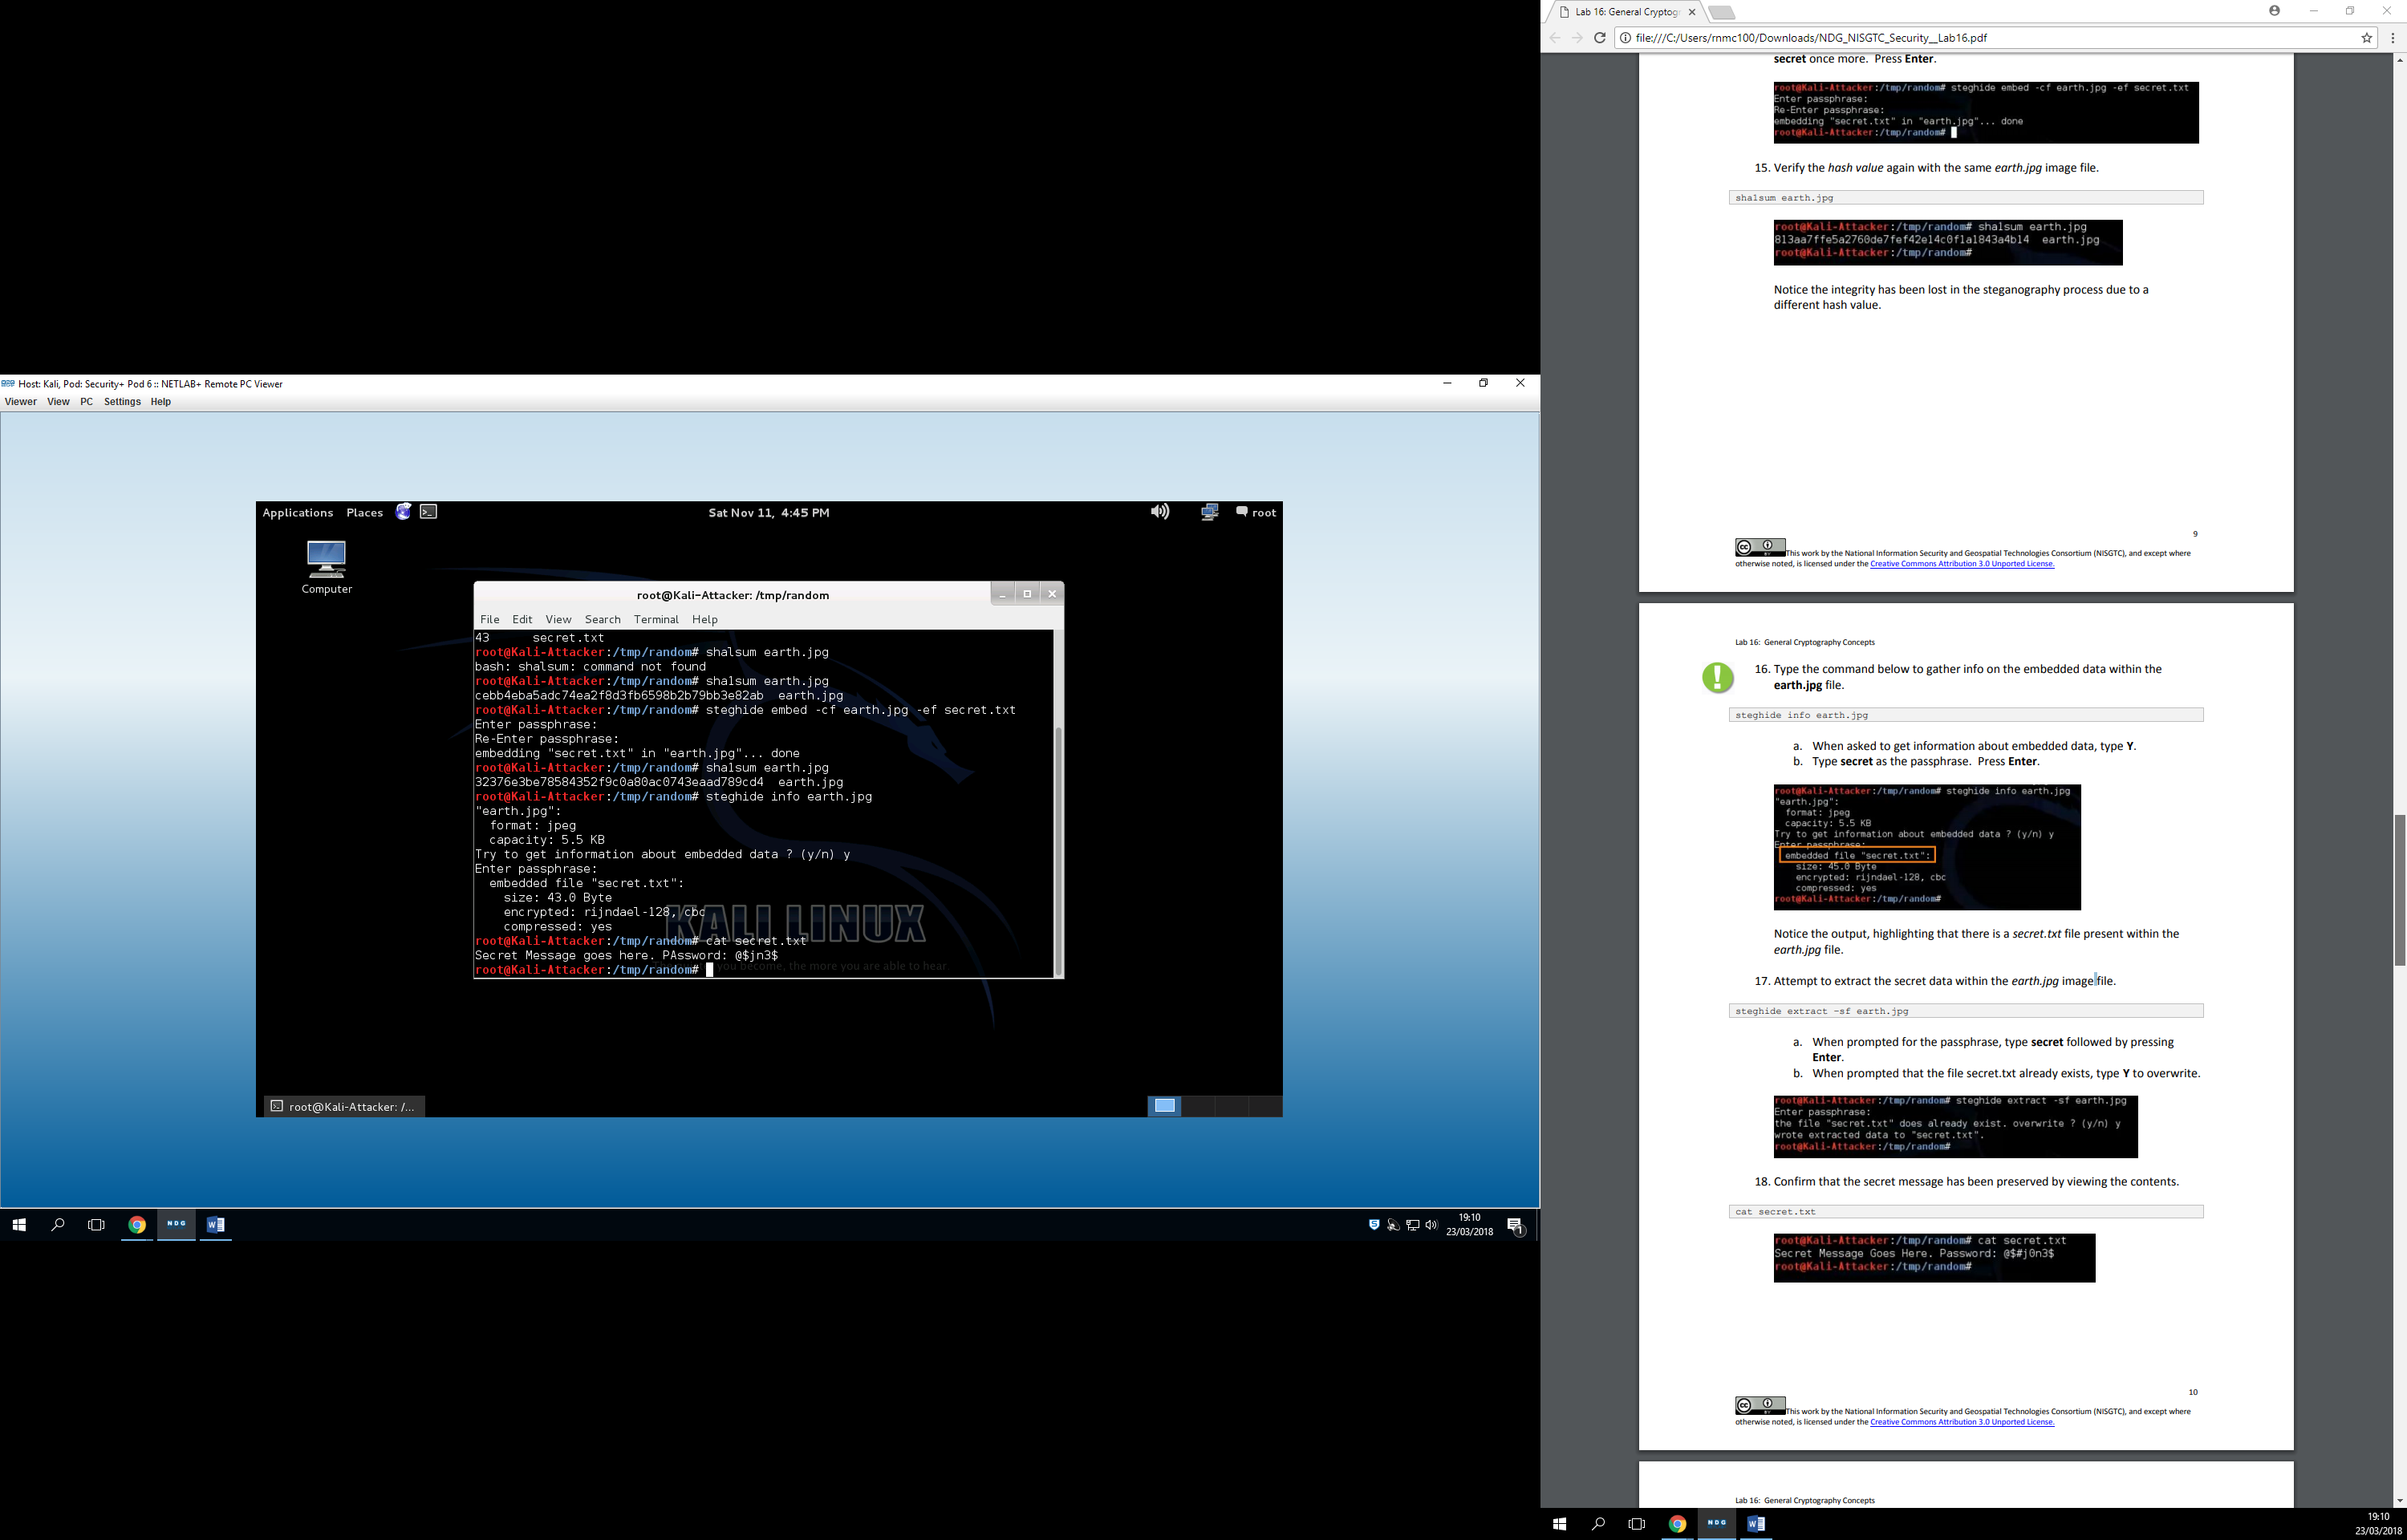 Host: Kali, Pod: Security+ Pod 6 :: NETLAB+ Remote PC Viewer
Viewer View PC Settings Help
Applications Places Sat Nov 11, 4:45 PM root
Computer
root@Kali-Attacker: /tmp/random
File Edit View Search Terminal Help
43 secret.txt
root@Kali-Attacker:/tmp/random# shalsum earth.jpg
bash: shalsum: command not found
root@Kali-Attacker:/tmp/random# sha1sum earth.jpg
cebb4eba5adc74ea2f8d3fb6598b2b79bb3e82ab earth.jpg
root@Kali-Attacker:/tmp/random# steghide embed -cf earth.jpg -ef secret.txt
Enter passphrase:
Re-Enter passphrase:
embedding "secret.txt" in "earth.jpg"... done
root@Kali-Attacker:/tmp/random# sha1sum earth.jpg
32376e3be78584352f9c0a80ac0743eaad789cd4 earth.jpg
root@Kali-Attacker:/tmp/random# steghide info earth.jpg
"earth.jpg":
format: jpeg
capacity: 5.5 KB
Try to get information about embedded data ? (y/n) y
Enter passphrase:
embedded file "secret.txt":
size: 43.0 Byte
encrypted: rijndael-128, cbc
compressed: yes
root@Kali-Attacker:/tmp/random# cat secret.txt
Secret Message goes here. PAssword: @$jn3$
root@Kali-Attacker:/tmp/random#
KALI LINUX
you become, the more you are able to hear
root@Kali-Attacker: /...
NDG
19:10
23/03/2018
1
Lab 16: General Cryptog
file:///C:/Users/rnmc100/Downloads/NDG_NISGTC_Security__Lab16.pdf
secret once more. Press Enter.
root@Kali-Attacker:/tmp/random# steghide embed -cf earth.jpg -ef secret.txt
Enter passphrase:
Re-Enter passphrase:
embedding "secret.txt" in "earth.jpg"... done
root@Kali-Attacker:/tmp/random#
15. Verify the hash value again with the same earth.jpg image file.
sha1sum earth.jpg
root@Kali-Attacker:/tmp/random# sha1sum earth.jpg
813aa7ffe5a2760de7fef42e14c0f1a1843a4b14 earth.jpg
root@Kali-Attacker:/tmp/random#
Notice the integrity has been lost in the steganography process due to a
different hash value.
9
cc BY This work by the National Information Security and Geospatial Technologies Consortium (NISGTC), and except where
otherwise noted, is licensed under the Creative Commons Attribution 3.0 Unported License.
Lab 16: General Cryptography Concepts
16. Type the command below to gather info on the embedded data within the
earth.jpg file.
steghide info earth.jpg
a. When asked to get information about embedded data, type Y.
b. Type secret as the passphrase. Press Enter.
root@Kali-Attacker:/tmp/random# steghide info earth.jpg
"earth.jpg":
format: jpeg
capacity: 5.5 KB
Try to get information about embedded data ? (y/n) y
Enter passphrase:
embedded file "secret.txt":
size: 45.0 Byte
encrypted: rijndael-128, cbc
compressed: yes
root@Kali-Attacker:/tmp/random#
Notice the output, highlighting that there is a secret.txt file present within the
earth.jpg file.
17. Attempt to extract the secret data within the earth.jpg image file.
steghide extract -sf earth.jpg
a. When prompted for the passphrase, type secret followed by pressing
Enter.
b. When prompted that the file secret.txt already exists, type Y to overwrite.
root@Kali-Attacker:/tmp/random# steghide extract -sf earth.jpg
Enter passphrase:
the file "secret.txt" does already exist. overwrite ? (y/n) y
wrote extracted data to "secret.txt".
root@Kali-Attacker:/tmp/random#
18. Confirm that the secret message has been preserved by viewing the contents.
cat secret.txt
root@Kali-Attacker:/tmp/random# cat secret.txt
Secret Message Goes Here. Password: @$#j0n3$
root@Kali-Attacker:/tmp/random#
10
cc BY This work by the National Information Security and Geospatial Technologies Consortium (NISGTC), and except where
otherwise noted, is licensed under the Creative Commons Attribution 3.0 Unported License.
Lab 16: General Cryptography Concepts
NDG
19:10
23/03/2018